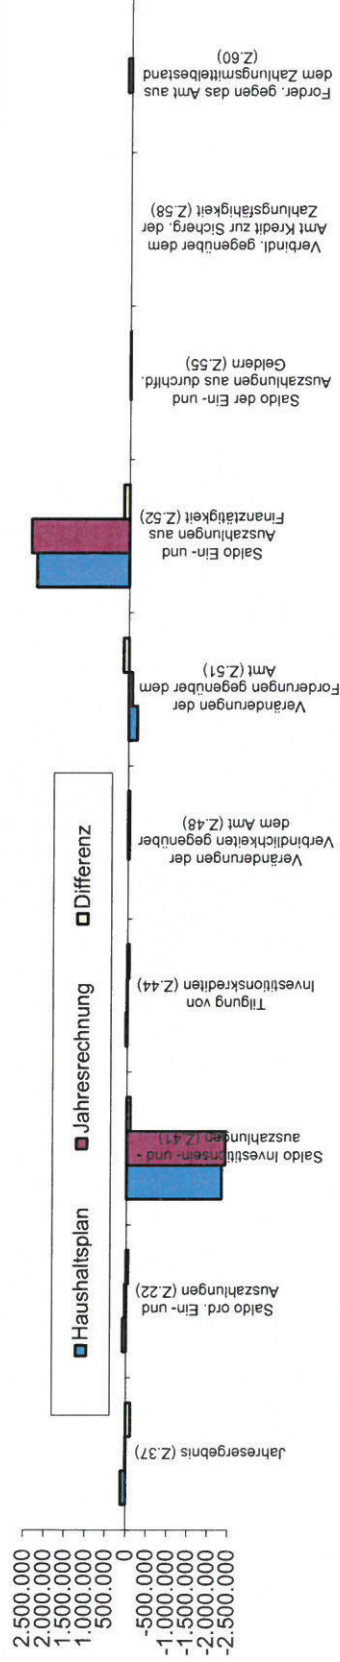 2.500.000
2.000.000
1.500.000
1.000.000
500.000
0
-500.000
-1.000.000
-1.500.000
-2.000.000
-2.500.000
Haushaltsplan
Jahresrechnung
Differenz
Jahresergebnis (Z.37)
Saldo ord. Ein- und
Auszahlungen (Z.22)
Saldo Investitionsein- und -
auszahlungen (Z.41)
Tilgung von
Investitionskrediten (Z.44)
Veränderungen der
Verbindlichkeiten gegenüber
dem Amt (Z.48)
Veränderungen der
Forderungen gegenüber dem
Amt (Z.51)
Saldo Ein- und
Auszahlungen aus
Finanztätigkeit (Z.52)
Saldo der Ein- und
Auszahlungen aus durchlfd.
Geldern (Z.55)
Verbindl. gegenüber dem
Amt Kredit zur Sicherg. der
Zahlungsfähigkeit (Z.58)
Forder. gegen das Amt aus
dem Zahlungsmittelbestand
(Z.60)